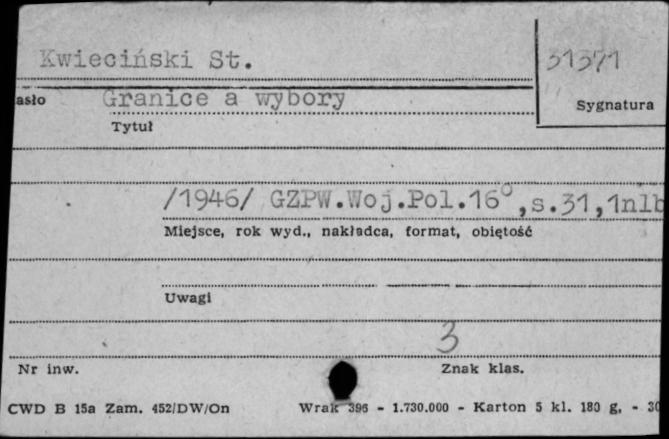 Kwieciński St.
31371
asło
Granice a wybory
Sygnatura
Tytuł
/1946/ GZPW.Woj.Pol.16°,s.31,1nlb
Miejsce, rok wyd., nakładca, format, obiętość
Uwagi
3
Nr inw.
Znak klas.
CWD B 15a Zam. 452/DW/On
Wrak 396 - 1.730.000 - Karton 5 kl. 180 g, - 30